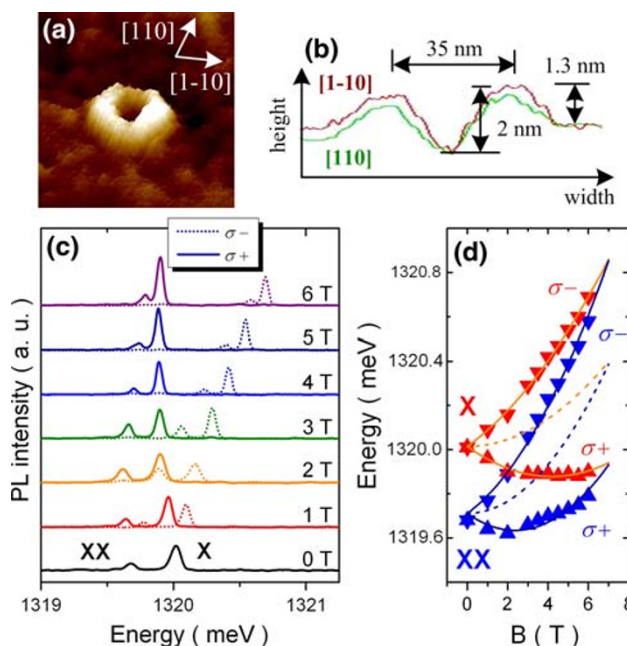 (a)
[110]
[1-10]
(b)
35 nm
[1-10]
1.3 nm
2 nm
[110]
height
width
(c)
σ−
σ+
6 T
5 T
4 T
3 T
2 T
1 T
XX
X
0 T
PL intensity ( a. u. )
1319
1320
1321
Energy ( meV )
(d)
1320.8
σ−
σ−
1320.4
X
σ+
1320.0
1319.6
σ+
XX
0
2
4
6
Energy ( meV )
B ( T )